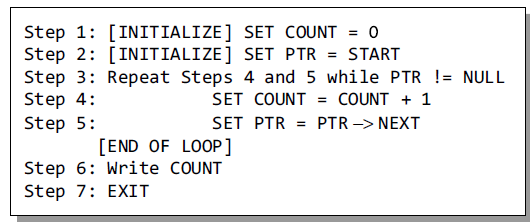 Step 1: [INITIALIZE] SET COUNT = 0
Step 2: [INITIALIZE] SET PTR = START
Step 3: Repeat Steps 4 and 5 while PTR != NULL
Step 4: SET COUNT = COUNT + 1
Step 5: SET PTR = PTR –> NEXT
[END OF LOOP]
Step 6: Write COUNT
Step 7: EXIT